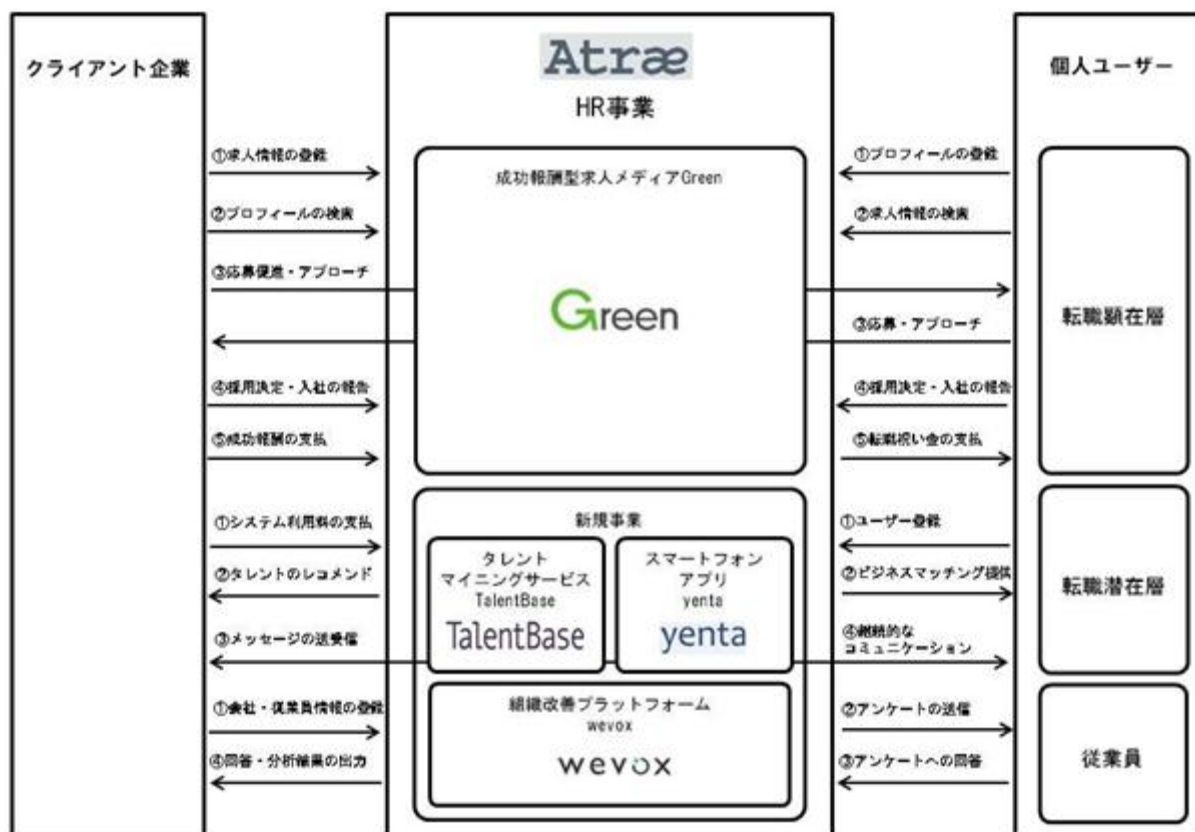 クライアント企業
Atræ
HR事業
個人ユーザー
①求人情報の登録
②プロフィールの検索
③応募促進・アプローチ
④採用決定・入社の報告
⑤成功報酬の支払
成功報酬型求人メディアGreen
Green
①プロフィールの登録
②求人情報の検索
③応募・アプローチ
④採用決定・入社の報告
⑤転職祝い金の支払
転職顕在層
①システム利用料の支払
②タレントのレコメンド
③メッセージの送受信
新規事業
タレント
マイニングサービス
TalentBase
TalentBase
スマートフォン
アプリ
yenta
yenta
①ユーザー登録
②ビジネスマッチング提供
④継続的な
コミュニケーション
転職潜在層
①会社・従業員情報の登録
④回答・分析結果の出力
組織改善プラットフォーム
wevox
wevox
②アンケートの送信
③アンケートへの回答
従業員